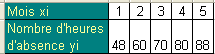 Mois xi 1 2 3 4 5
Nombre d'heures
d'absence yi 48 60 70 80 88